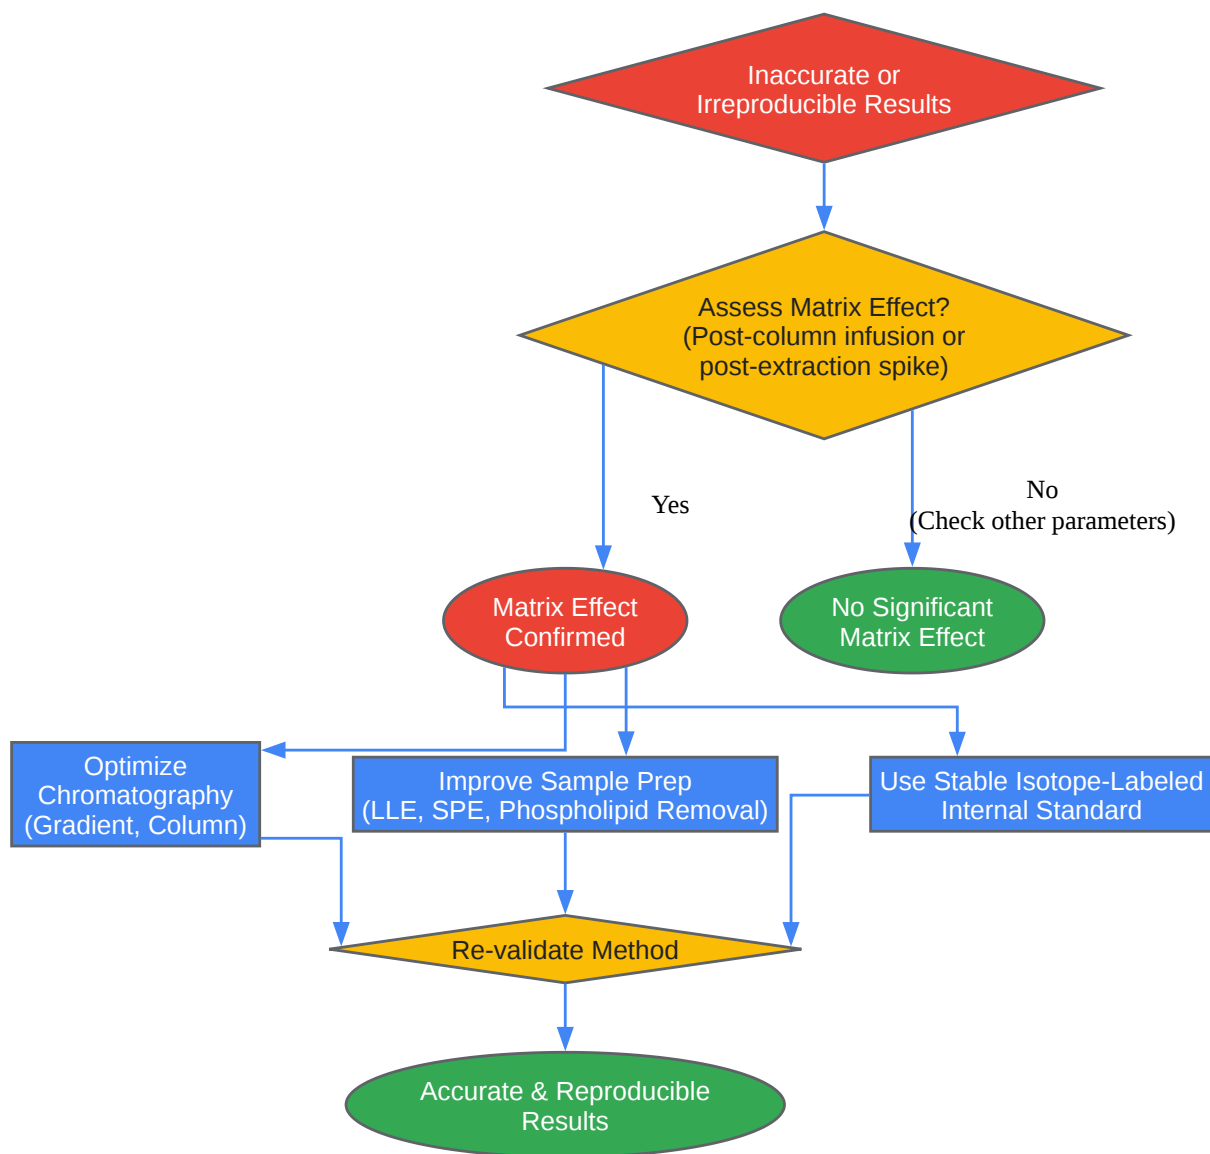 Inaccurate or
Irreproducible Results
Assess Matrix Effect?
(Post-column infusion or
post-extraction spike)
Yes
No
(Check other parameters)
Matrix Effect
Confirmed
No Significant
Matrix Effect
Optimize
Chromatography
(Gradient, Column)
Improve Sample Prep
(LLE, SPE, Phospholipid Removal)
Use Stable Isotope-Labeled
Internal Standard
Re-validate Method
Accurate & Reproducible
Results